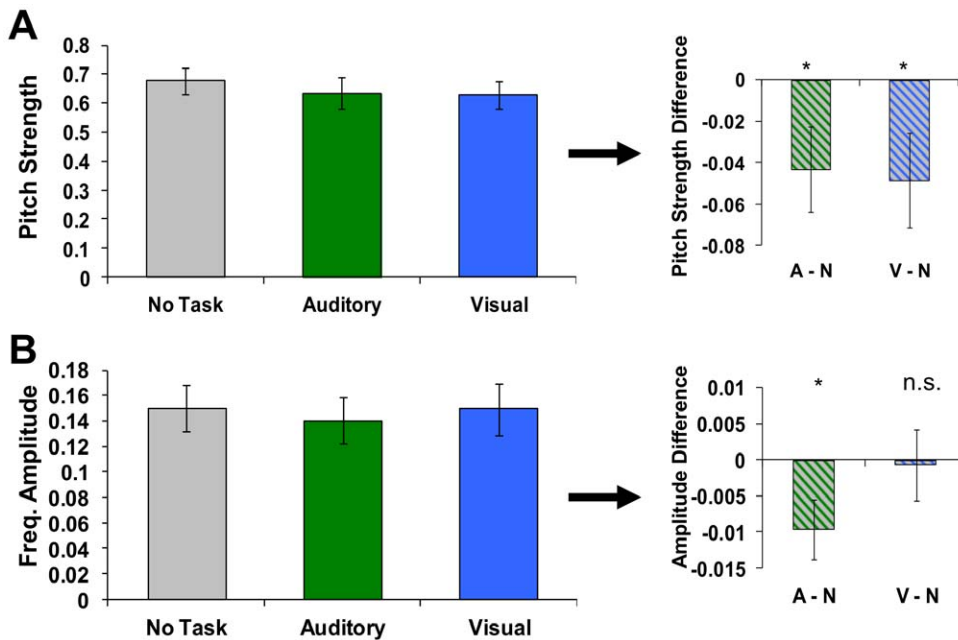 A
Pitch Strength
0.8
0.7
0.6
0.5
0.4
0.3
0.2
0.1
0
No Task Auditory Visual
Pitch Strength Difference
* *
0
-0.02
-0.04
-0.06
-0.08
A - N V - N
B
Freq. Amplitude
0.18
0.16
0.14
0.12
0.10
0.08
0.06
0.04
0.02
0
No Task Auditory Visual
Amplitude Difference
* n.s.
0.01
0.005
0
-0.005
-0.01
-0.015
A - N V - N